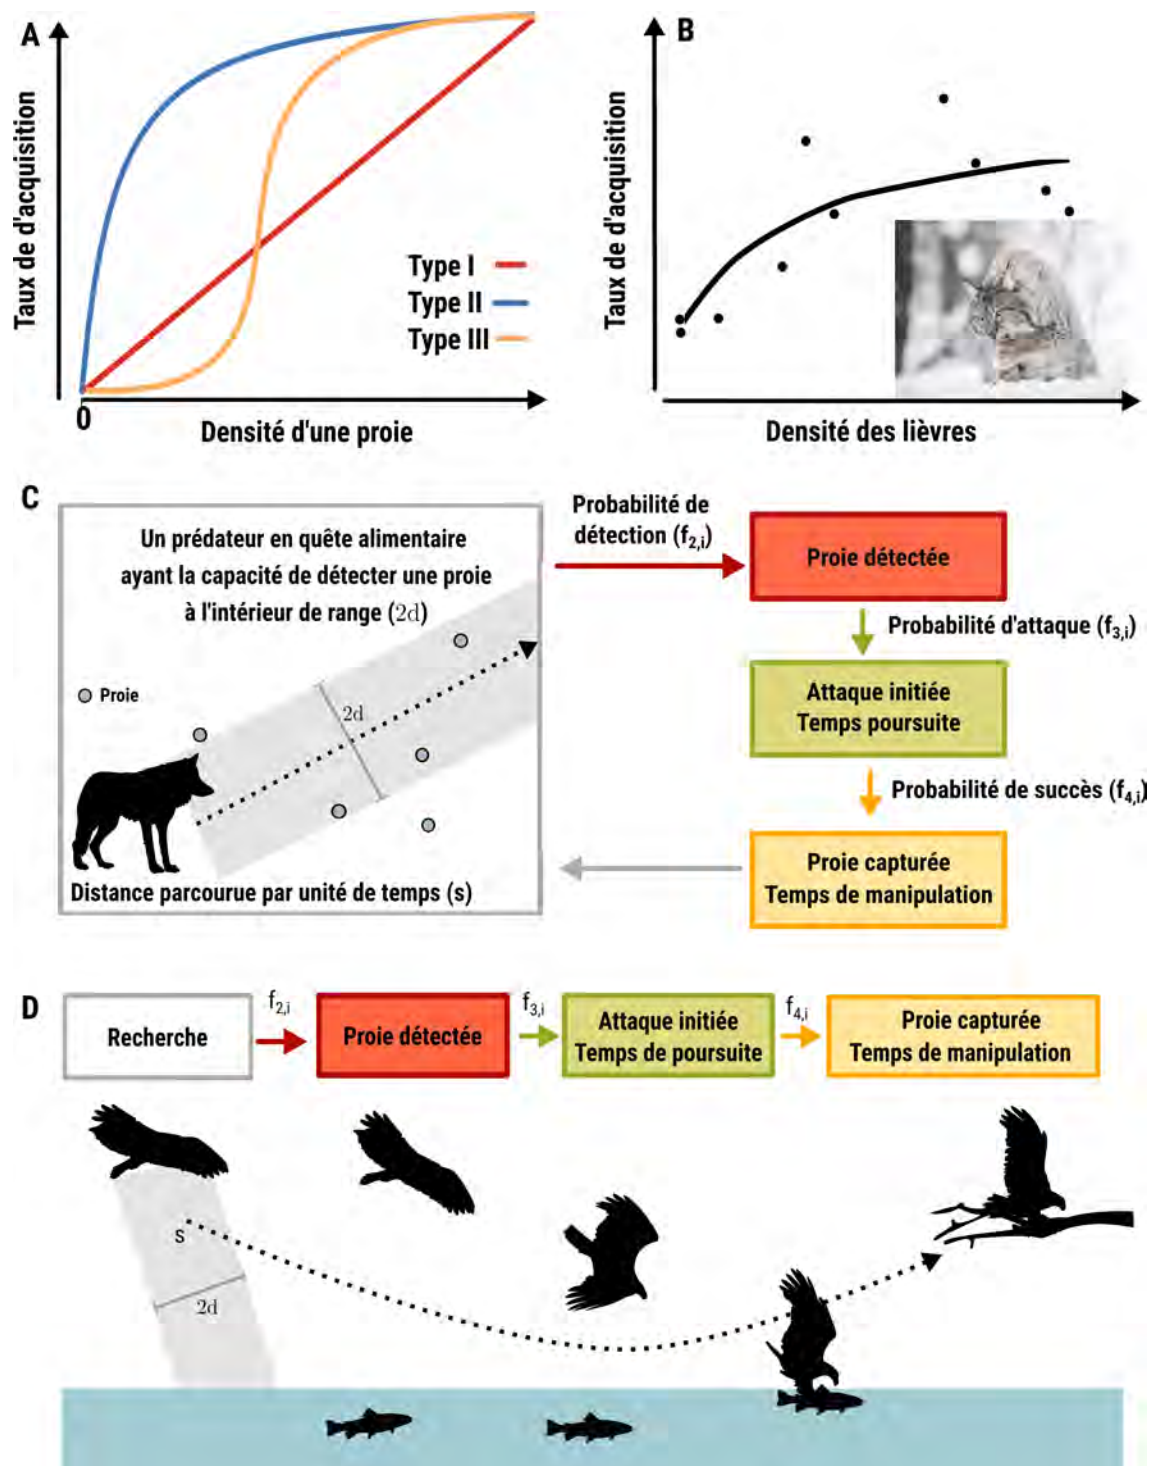 A
Taux de d'acquisition
Type I
Type II
Type III
0
Densité d'une proie
B
Taux de d'acquisition
Densité des lièvres
C
Un prédateur en quête alimentaire
ayant la capacité de détecter une proie
à l'intérieur de range (2d)
Proie
2d
Distance parcourue par unité de temps (s)
Probabilité de
détection (f2,i)
Proie détectée
Probabilité d'attaque (f3,i)
Attaque initiée
Temps poursuite
Probabilité de succès (f4,i)
Proie capturée
Temps de manipulation
D
Recherche
f2,i
Proie détectée
f3,i
Attaque initiée
Temps de poursuite
f4,i
Proie capturée
Temps de manipulation
s
2d